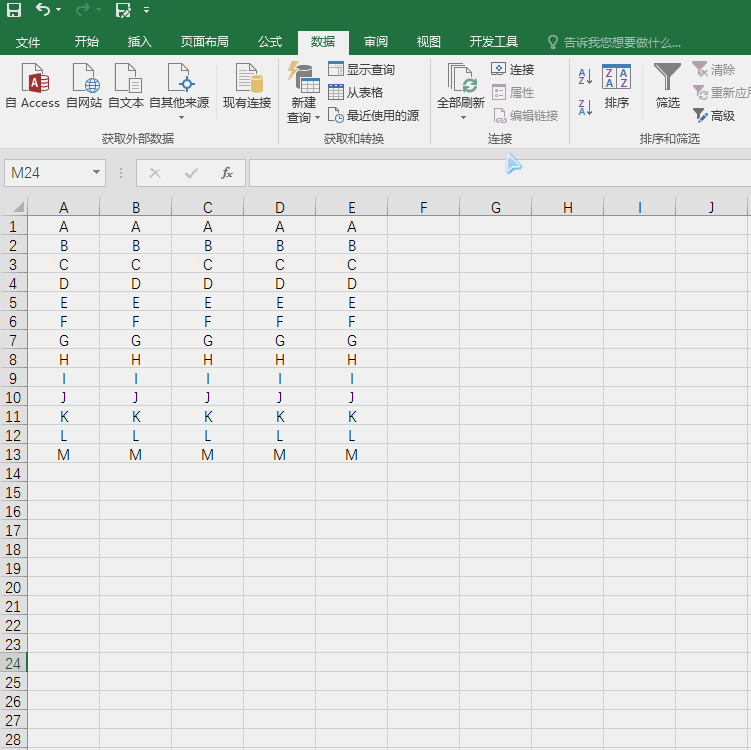 文件 开始 插入 页面布局 公式 数据 审阅 视图 开发工具 告诉我您想要做什么...
显示查询 连接 清除
从表格 属性 重新应用
自 Access 自网站 自文本 自其他来源 现有连接 新建 查询 最近使用的源 全部刷新 编辑链接 排序 筛选 高级
获取外部数据 获取和转换 连接 排序和筛选
M24 fx
A B C D E F G H I J
1 A A A A A
2 B B B B B
3 C C C C C
4 D D D D D
5 E E E E E
6 F F F F F
7 G G G G G
8 H H H H H
9 I I I I I
10 J J J J J
11 K K K K K
12 L L L L L
13 M M M M M
14
15
16
17
18
19
20
21
22
23
24
25
26
27
28